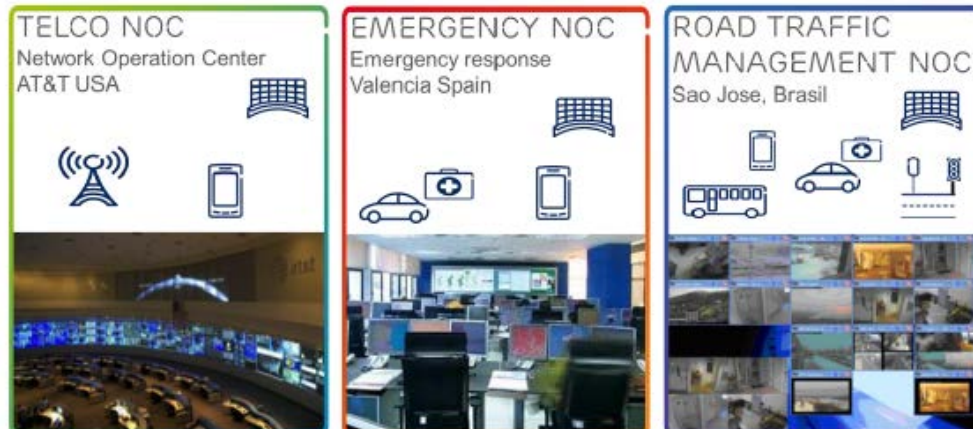 TELCO NOC
Network Operation Center
AT&T USA
EMERGENCY NOC
Emergency response
Valencia Spain
ROAD TRAFFIC
MANAGEMENT NOC
Sao Jose, Brasil
at&t